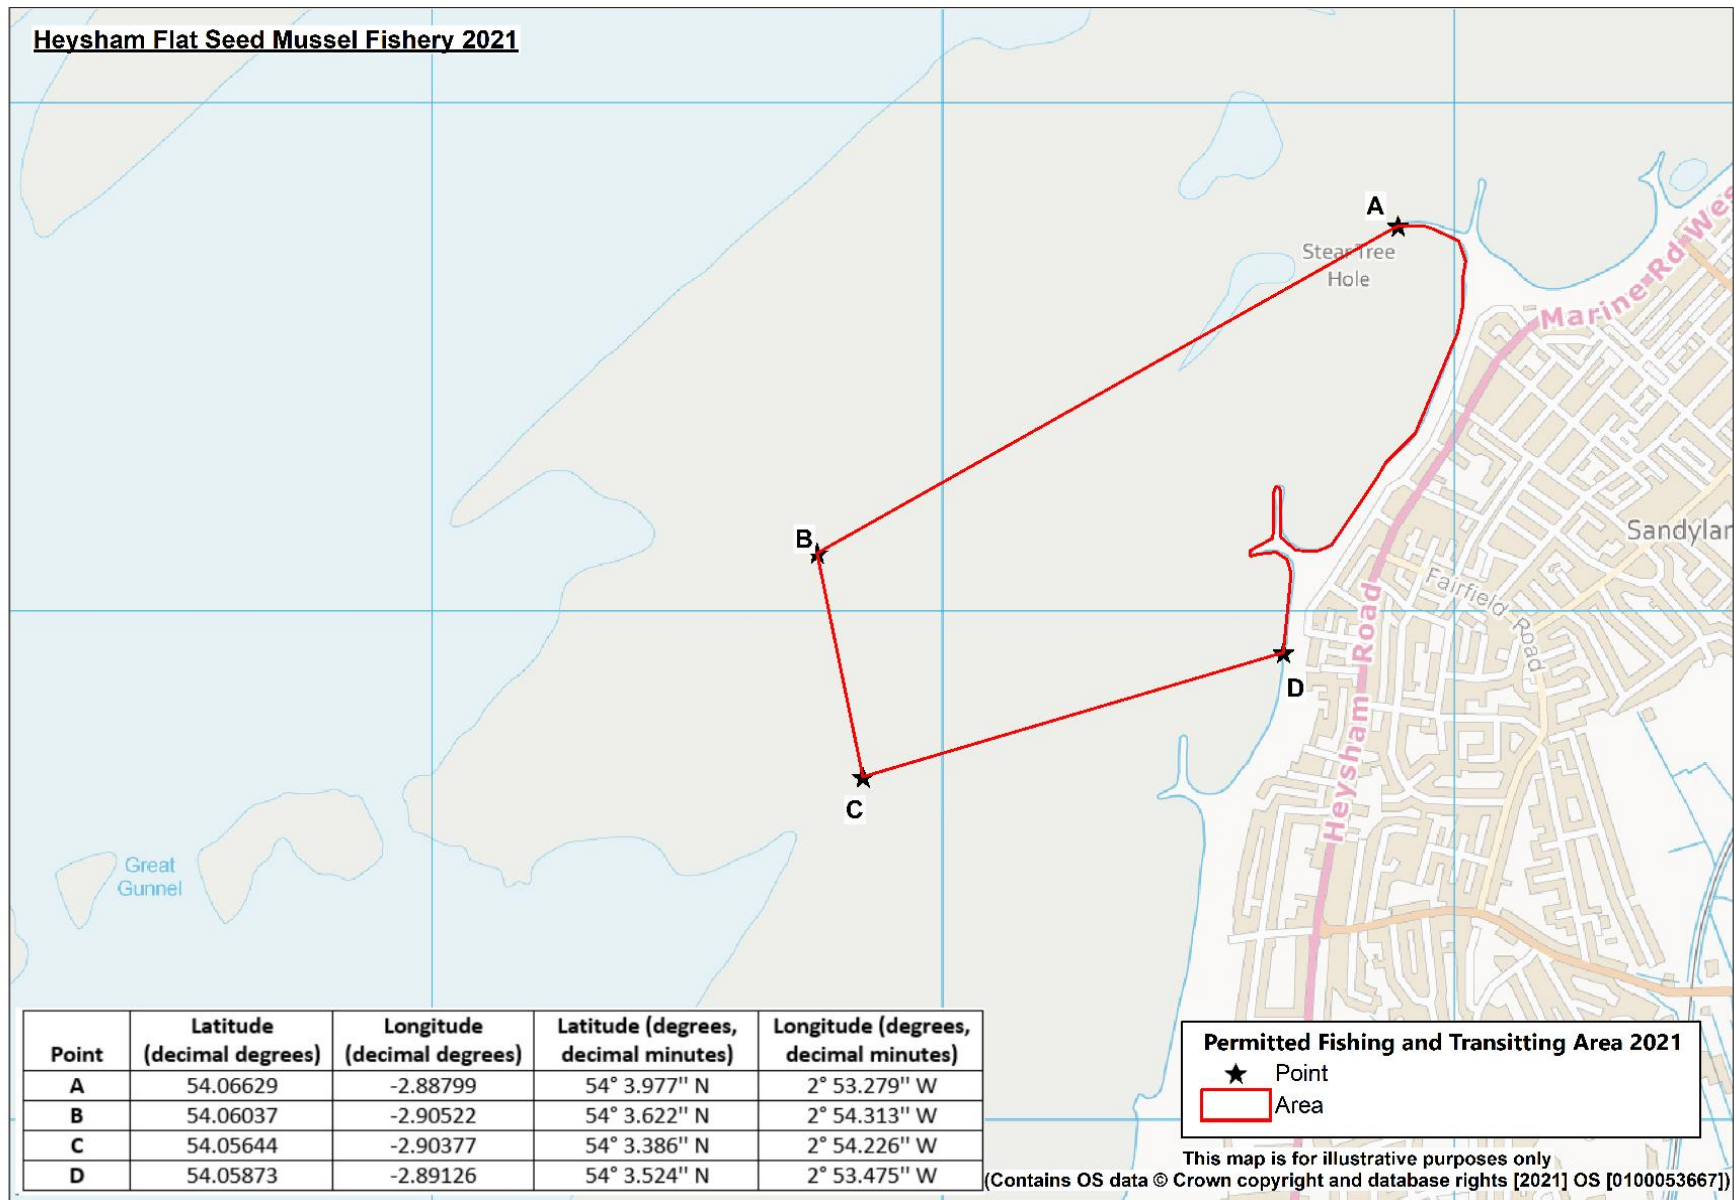 Heysham Flat Seed Mussel Fishery 2021
A
Stear Tree
Hole
Marine Rd Wes
B
Sandylar
Fairfield Road
Heysham Road
D
C
Great
Gunnel
Point | Latitude (decimal degrees) | Longitude (decimal degrees) | Latitude (degrees, decimal minutes) | Longitude (degrees, decimal minutes)
A | 54.06629 | -2.88799 | 54° 3.977" N | 2° 53.279" W
B | 54.06037 | -2.90522 | 54° 3.622" N | 2° 54.313" W
C | 54.05644 | -2.90377 | 54° 3.386" N | 2° 54.226" W
D | 54.05873 | -2.89126 | 54° 3.524" N | 2° 53.475" W
Permitted Fishing and Transitting Area 2021
Point
Area
This map is for illustrative purposes only
(Contains OS data © Crown copyright and database rights [2021] OS [0100053667])